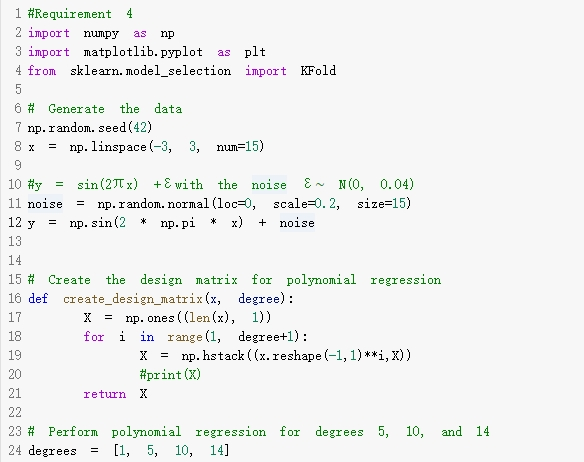 1 #Requirement 4
2 import numpy as np
3 import matplotlib.pyplot as plt
4 from sklearn.model_selection import KFold
5
6 # Generate the data
7 np.random.seed(42)
8 x = np.linspace(-3, 3, num=15)
9
10 #y = sin(2πx) +ε with the noise ε ~ N(0, 0.04)
11 noise = np.random.normal(loc=0, scale=0.2, size=15)
12 y = np.sin(2 * np.pi * x) + noise
13
14
15 # Create the design matrix for polynomial regression
16 def create_design_matrix(x, degree):
17     X = np.ones((len(x), 1))
18     for i in range(1, degree+1):
19         X = np.hstack((x.reshape(-1,1)**i,X))
20         #print(X)
21     return X
22
23 # Perform polynomial regression for degrees 5, 10, and 14
24 degrees = [1, 5, 10, 14]